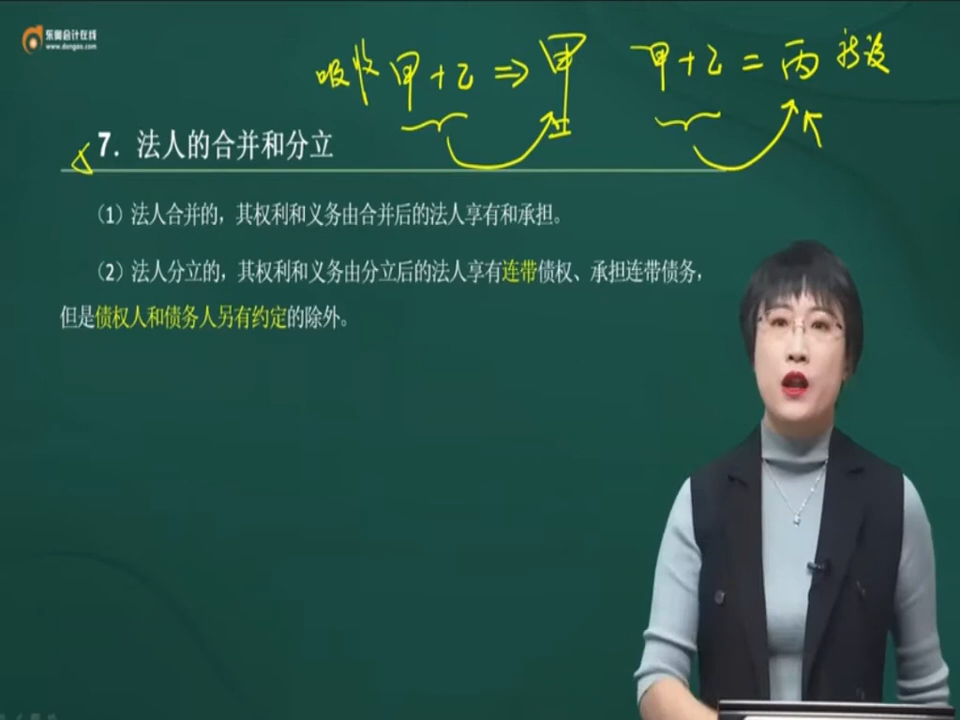 东奥会计在线
www.dongao.com
吸收 甲+乙⇒甲 甲+乙=丙 新设
7. 法人的合并和分立
（1）法人合并的，其权利和义务由合并后的法人享有和承担。
（2）法人分立的，其权利和义务由分立后的法人享有连带债权、承担连带债务，
但是债权人和债务人另有约定的除外。